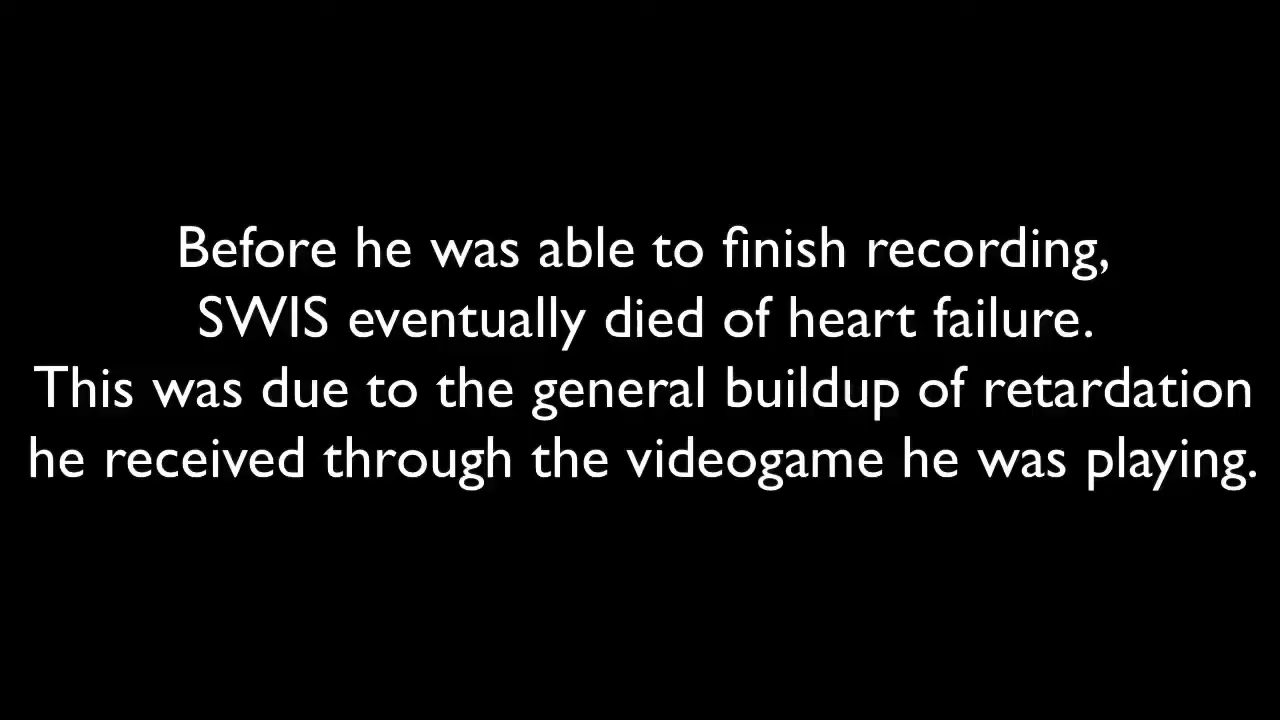 Before he was able to finish recording,
SWIS eventually died of heart failure.
This was due to the general buildup of retardation
he received through the videogame he was playing.